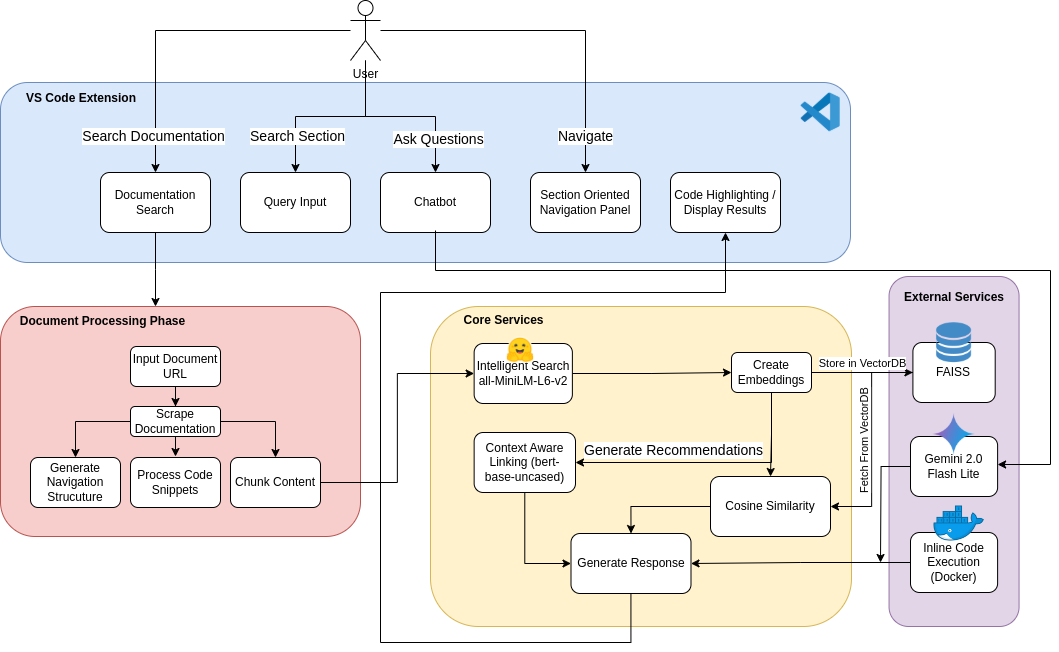 User
VS Code Extension
Search Documentation
Search Section
Ask Questions
Navigate
Documentation
Search
Query Input
Chatbot
Section Oriented
Navigation Panel
Code Highlighting /
Display Results
Document Processing Phase
Input Document
URL
Scrape
Documentation
Generate
Navigation
Strucuture
Process Code
Snippets
Chunk Content
Core Services
Intelligent Search
all-MiniLM-L6-v2
Create
Embeddings
Store in VectorDB
Fetch From VectorDB
Context Aware
Linking (bert-
base-uncased)
Generate Recommendations
Cosine Similarity
Generate Response
External Services
FAISS
Gemini 2.0
Flash Lite
Inline Code
Execution
(Docker)